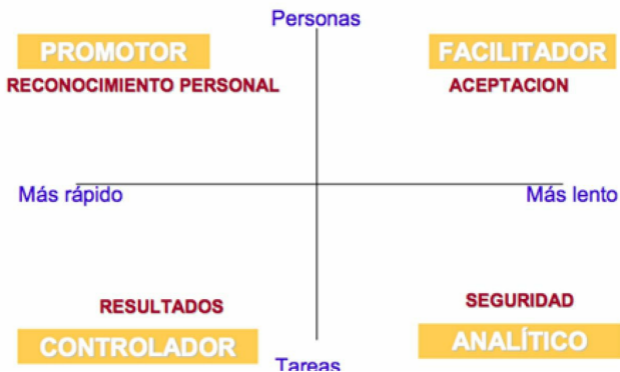 Personas
PROMOTOR
FACILITADOR
RECONOCIMIENTO PERSONAL
ACEPTACION
Más rápido
Más lento
RESULTADOS
SEGURIDAD
CONTROLADOR
ANALÍTICO
Tareas